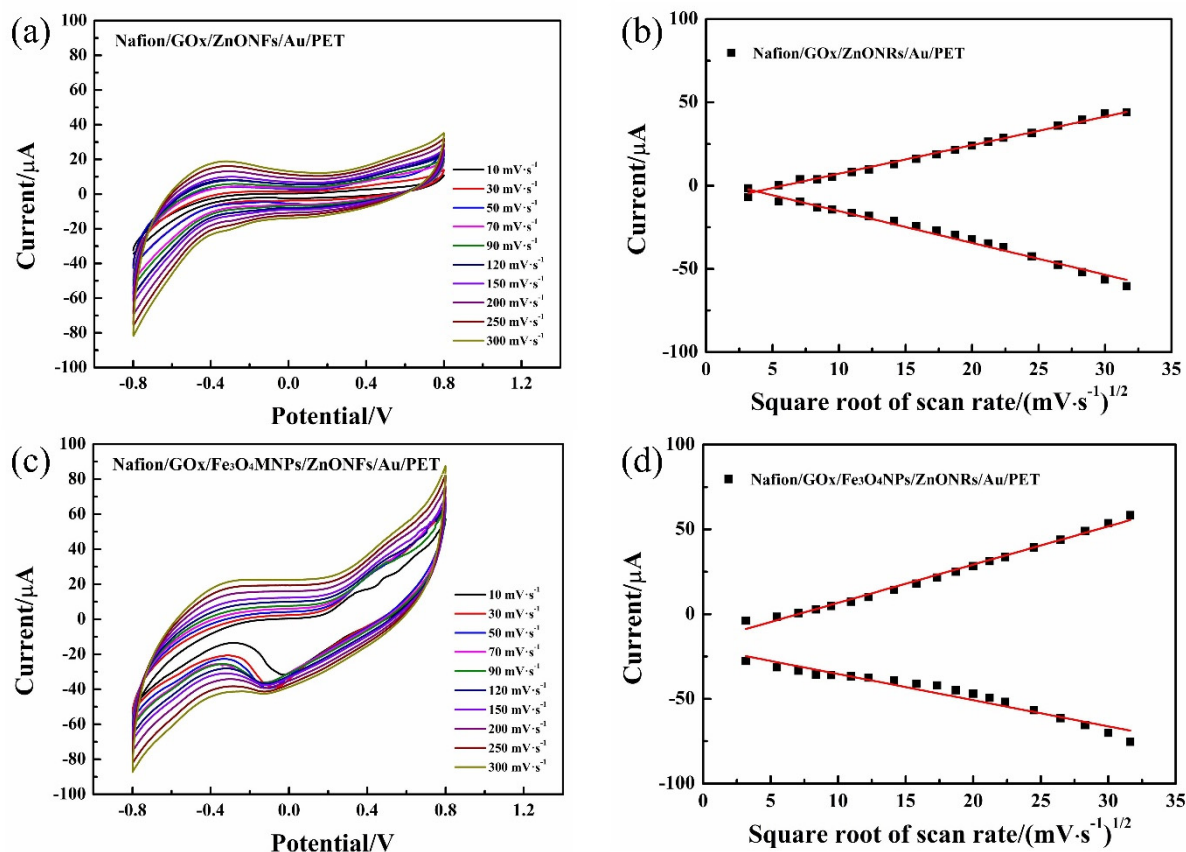 (a)
Nafion/GOx/ZnONFs/Au/PET
100
80
60
40
20
0
-20
-40
-60
-80
-100
Current/μA
10 mV·s⁻¹
30 mV·s⁻¹
50 mV·s⁻¹
70 mV·s⁻¹
90 mV·s⁻¹
120 mV·s⁻¹
150 mV·s⁻¹
200 mV·s⁻¹
250 mV·s⁻¹
300 mV·s⁻¹
-0.8 -0.4 0.0 0.4 0.8 1.2
Potential/V
(b)
Nafion/GOx/ZnONRs/Au/PET
100
50
0
-50
-100
Current/μA
0 5 10 15 20 25 30 35
Square root of scan rate/(mV·s⁻¹)¹/²
(c)
Nafion/GOx/Fe₃O₄MNPs/ZnONFs/Au/PET
100
80
60
40
20
0
-20
-40
-60
-80
-100
Current/μA
10 mV·s⁻¹
30 mV·s⁻¹
50 mV·s⁻¹
70 mV·s⁻¹
90 mV·s⁻¹
120 mV·s⁻¹
150 mV·s⁻¹
200 mV·s⁻¹
250 mV·s⁻¹
300 mV·s⁻¹
-0.8 -0.4 0.0 0.4 0.8 1.2
Potential/V
(d)
Nafion/GOx/Fe₃O₄NPs/ZnONRs/Au/PET
100
50
0
-50
-100
Current/μA
0 5 10 15 20 25 30 35
Square root of scan rate/(mV·s⁻¹)¹/²